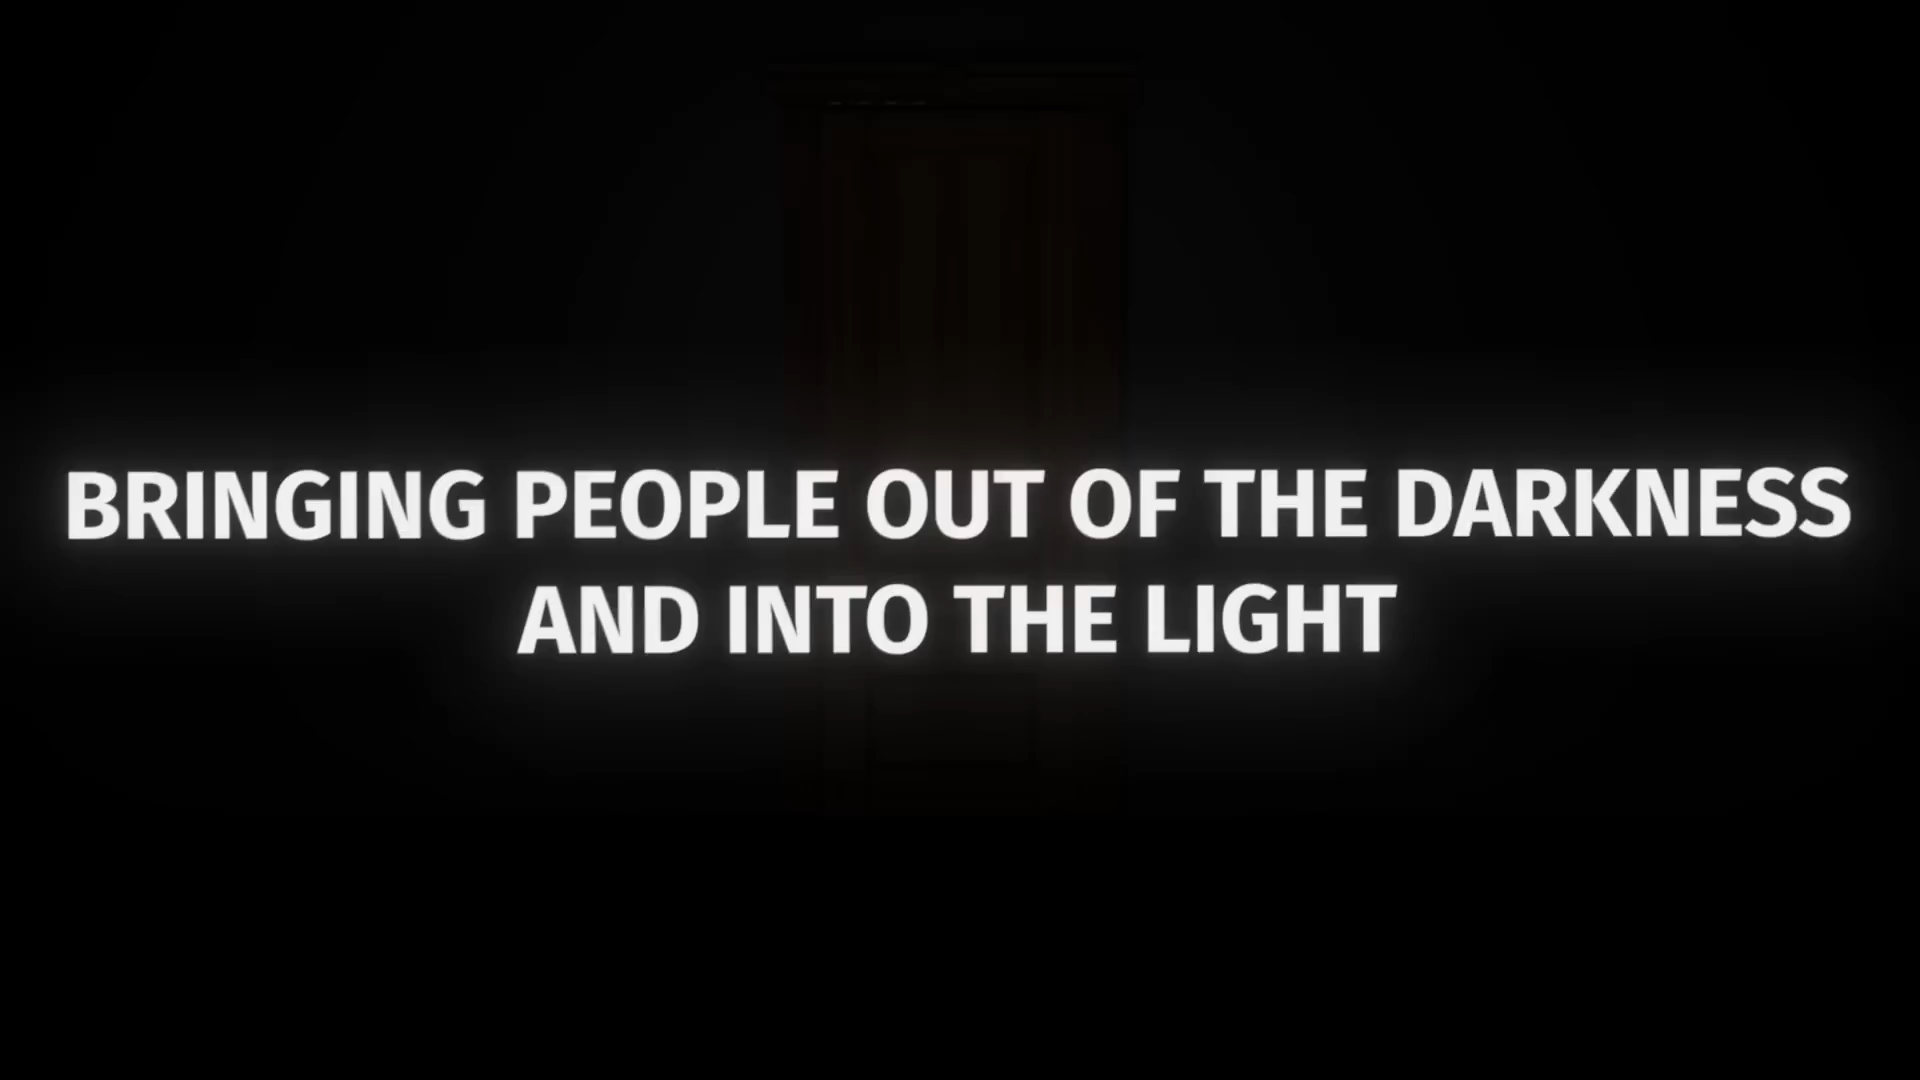 BRINGING PEOPLE OUT OF THE DARKNESS
AND INTO THE LIGHT